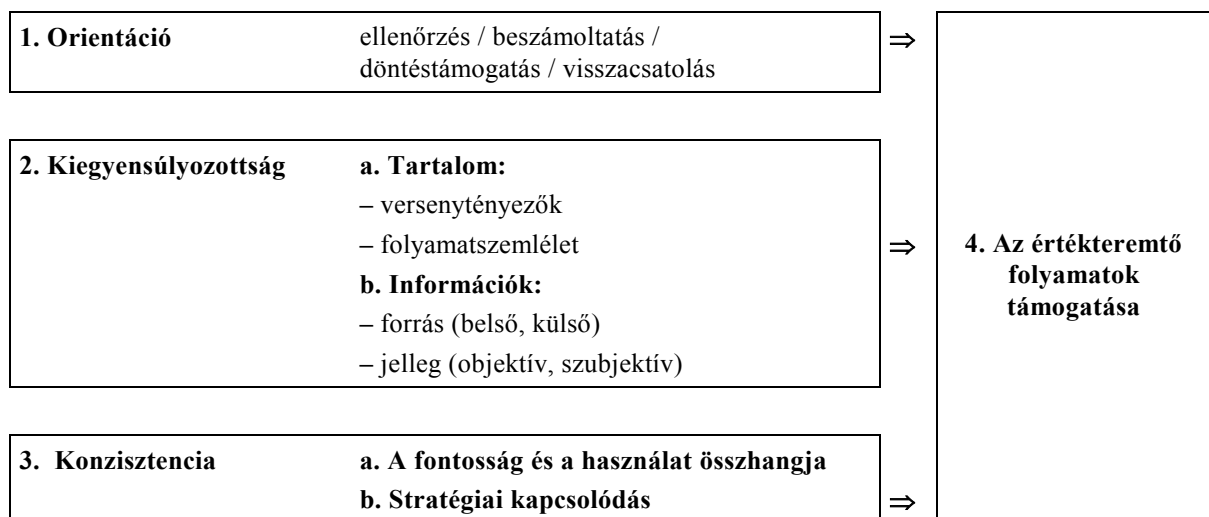 1. Orientáció ellenőrzés / beszámoltatás / ⇒
döntéstámogatás / visszacsatolás
2. Kiegyensúlyozottság a. Tartalom:
– versenytényezők
– folyamatszemlélet ⇒
b. Információk:
– forrás (belső, külső)
– jelleg (objektív, szubjektív)
3. Konzisztencia a. A fontosság és a használat összhangja
b. Stratégiai kapcsolódás ⇒
4. Az értékteremtő
folyamatok
támogatása